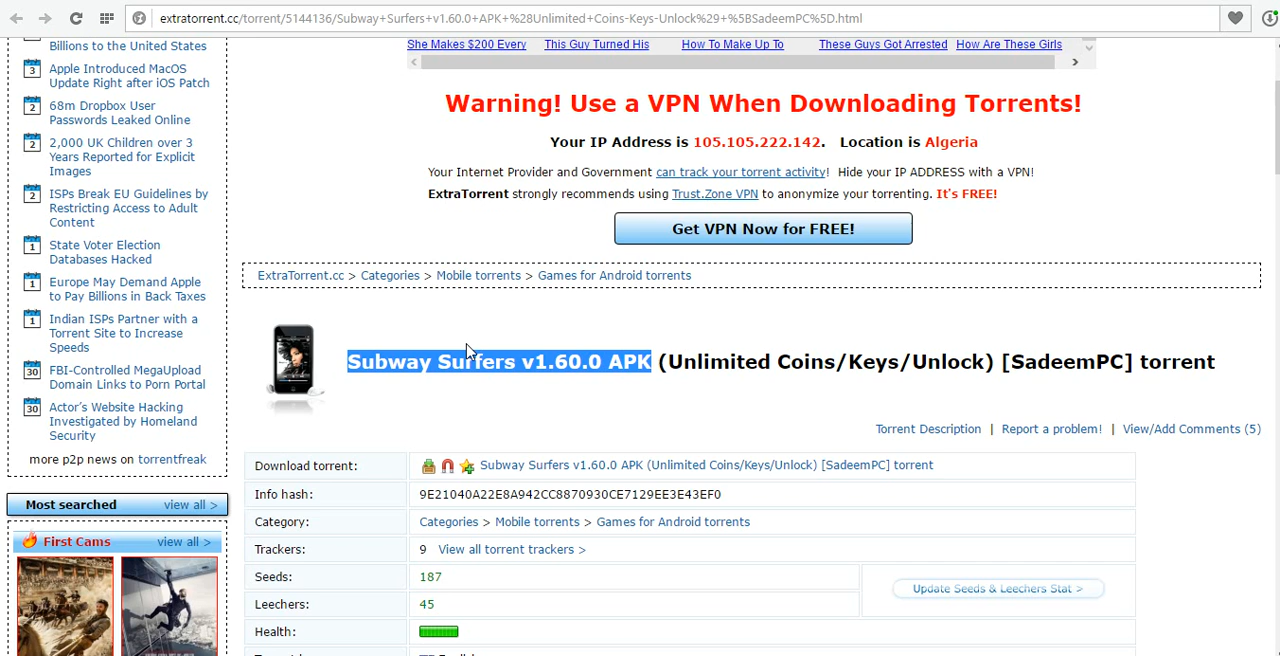 extratorrent.cc/torrent/5144136/Subway+Surfers+v1.60.0+APK+%28Unlimited+Coins-Keys-Unlock%29+%5BSadeemPC%5D.html
Billions to the United States
3 Apple Introduced MacOS
Update Right after iOS Patch
2 68m Dropbox User
Passwords Leaked Online
2 2,000 UK Children over 3
Years Reported for Explicit
Images
2 ISPs Break EU Guidelines by
Restricting Access to Adult
Content
1 State Voter Election
Databases Hacked
1 Europe May Demand Apple
to Pay Billions in Back Taxes
1 Indian ISPs Partner with a
Torrent Site to Increase
Speeds
30 FBI-Controlled MegaUpload
Domain Links to Porn Portal
30 Actor's Website Hacking
Investigated by Homeland
Security
more p2p news on torrentfreak
Most searched view all >
First Cams view all >
She Makes $200 Every This Guy Turned His How To Make Up To These Guys Got Arrested How Are These Girls
Warning! Use a VPN When Downloading Torrents!
Your IP Address is 105.105.222.142. Location is Algeria
Your Internet Provider and Government can track your torrent activity! Hide your IP ADDRESS with a VPN!
ExtraTorrent strongly recommends using Trust.Zone VPN to anonymize your torrenting. It's FREE!
Get VPN Now for FREE!
ExtraTorrent.cc > Categories > Mobile torrents > Games for Android torrents
Subway Surfers v1.60.0 APK (Unlimited Coins/Keys/Unlock) [SadeemPC] torrent
Torrent Description | Report a problem! | View/Add Comments (5)
Download torrent: Subway Surfers v1.60.0 APK (Unlimited Coins/Keys/Unlock) [SadeemPC] torrent
Info hash: 9E21040A22E8A942CC8870930CE7129EE3E43EF0
Category: Categories > Mobile torrents > Games for Android torrents
Trackers: 9 View all torrent trackers >
Seeds: 187 Update Seeds & Leechers Stat >
Leechers: 45
Health: